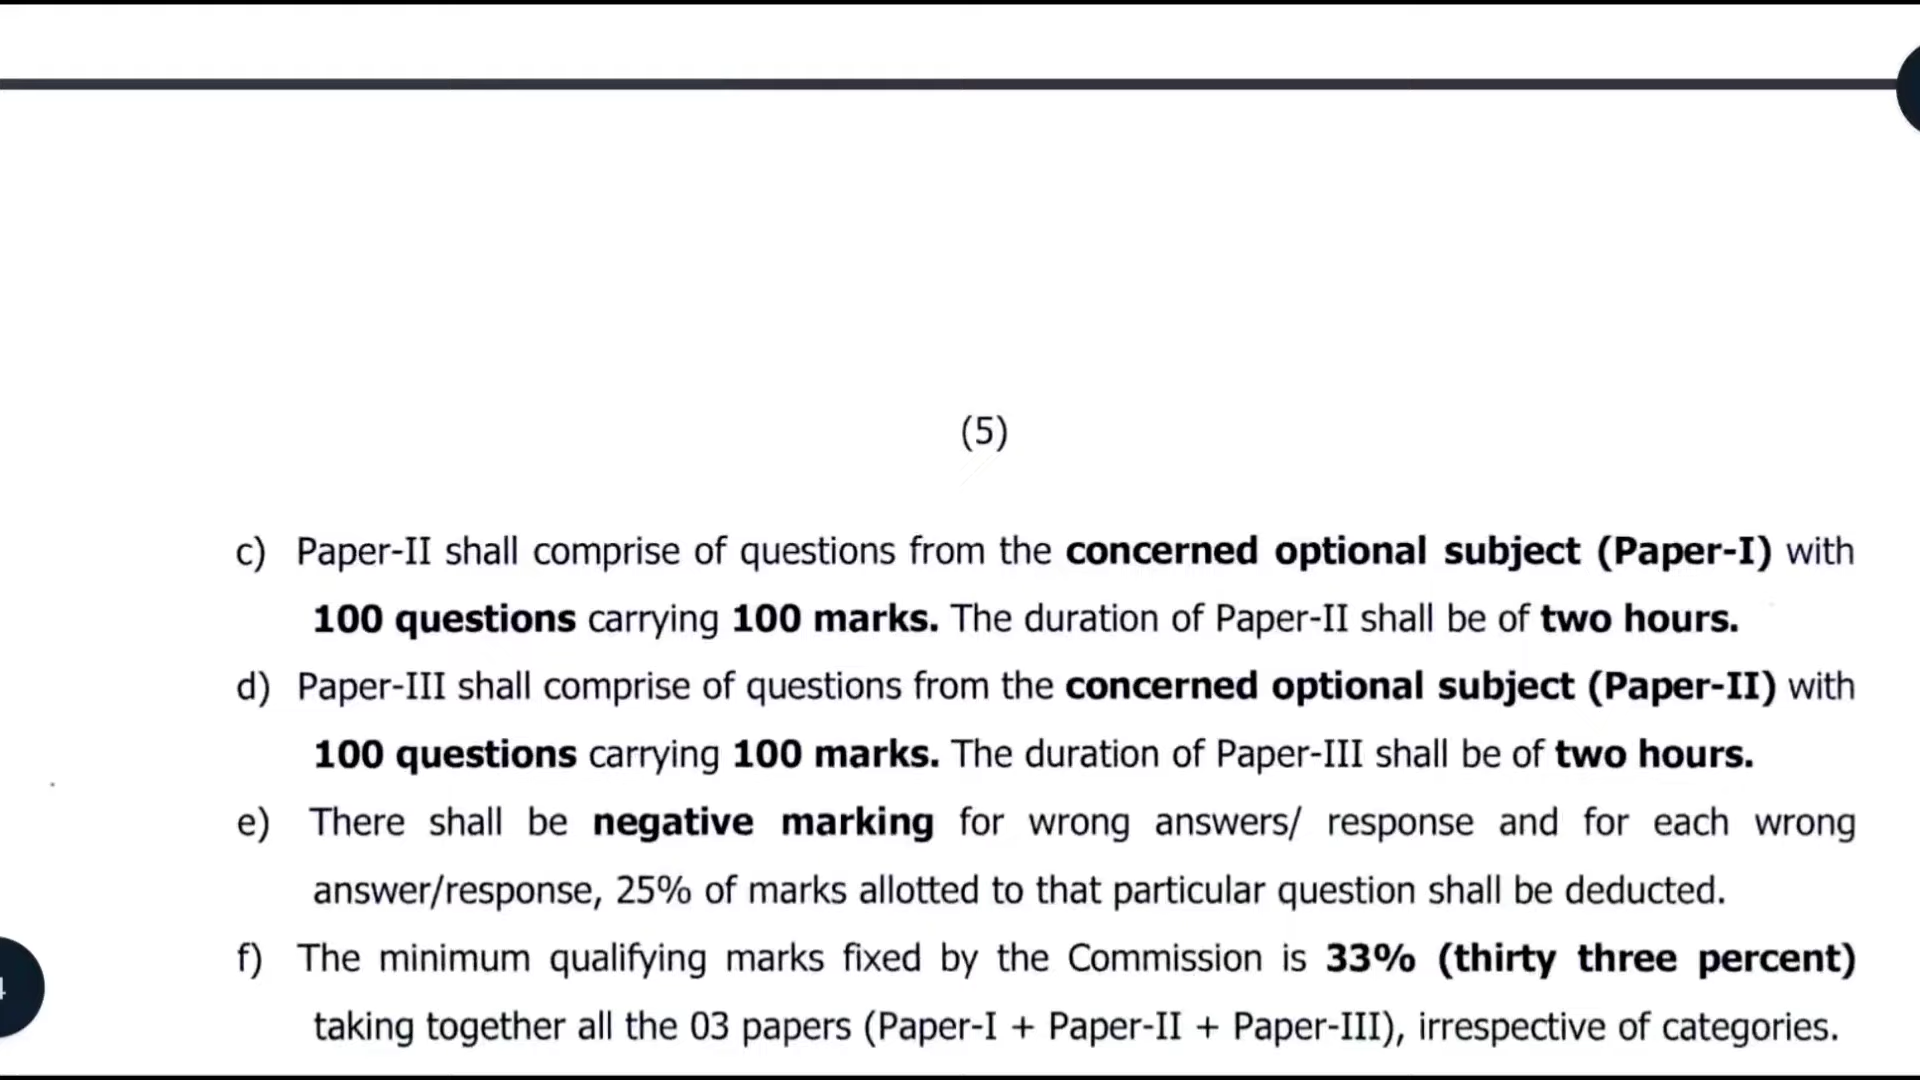 (5)
c) Paper-II shall comprise of questions from the concerned optional subject (Paper-I) with
100 questions carrying 100 marks. The duration of Paper-II shall be of two hours.
d) Paper-III shall comprise of questions from the concerned optional subject (Paper-II) with
100 questions carrying 100 marks. The duration of Paper-III shall be of two hours.
e) There shall be negative marking for wrong answers/ response and for each wrong
answer/response, 25% of marks allotted to that particular question shall be deducted.
f) The minimum qualifying marks fixed by the Commission is 33% (thirty three percent)
taking together all the 03 papers (Paper-I + Paper-II + Paper-III), irrespective of categories.